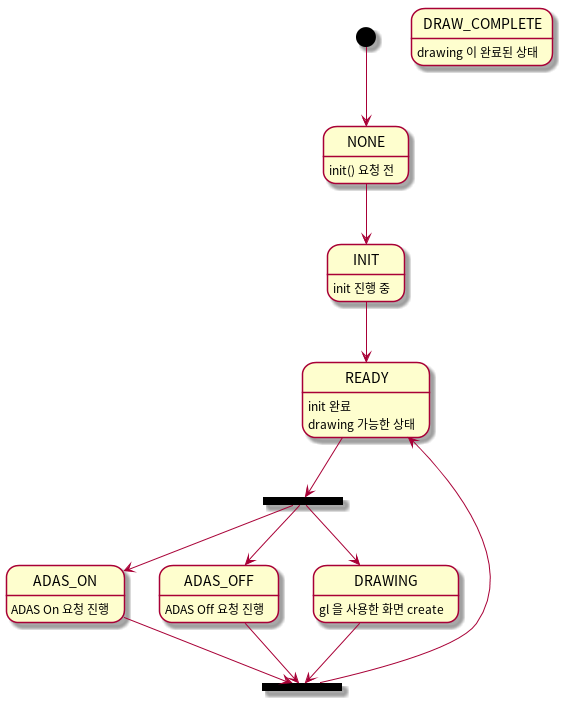 DRAW_COMPLETE
drawing 이 완료된 상태
NONE
init() 요청 전
INIT
init 진행 중
READY
init 완료
drawing 가능한 상태
ADAS_ON
ADAS On 요청 진행
ADAS_OFF
ADAS Off 요청 진행
DRAWING
gl 을 사용한 화면 create